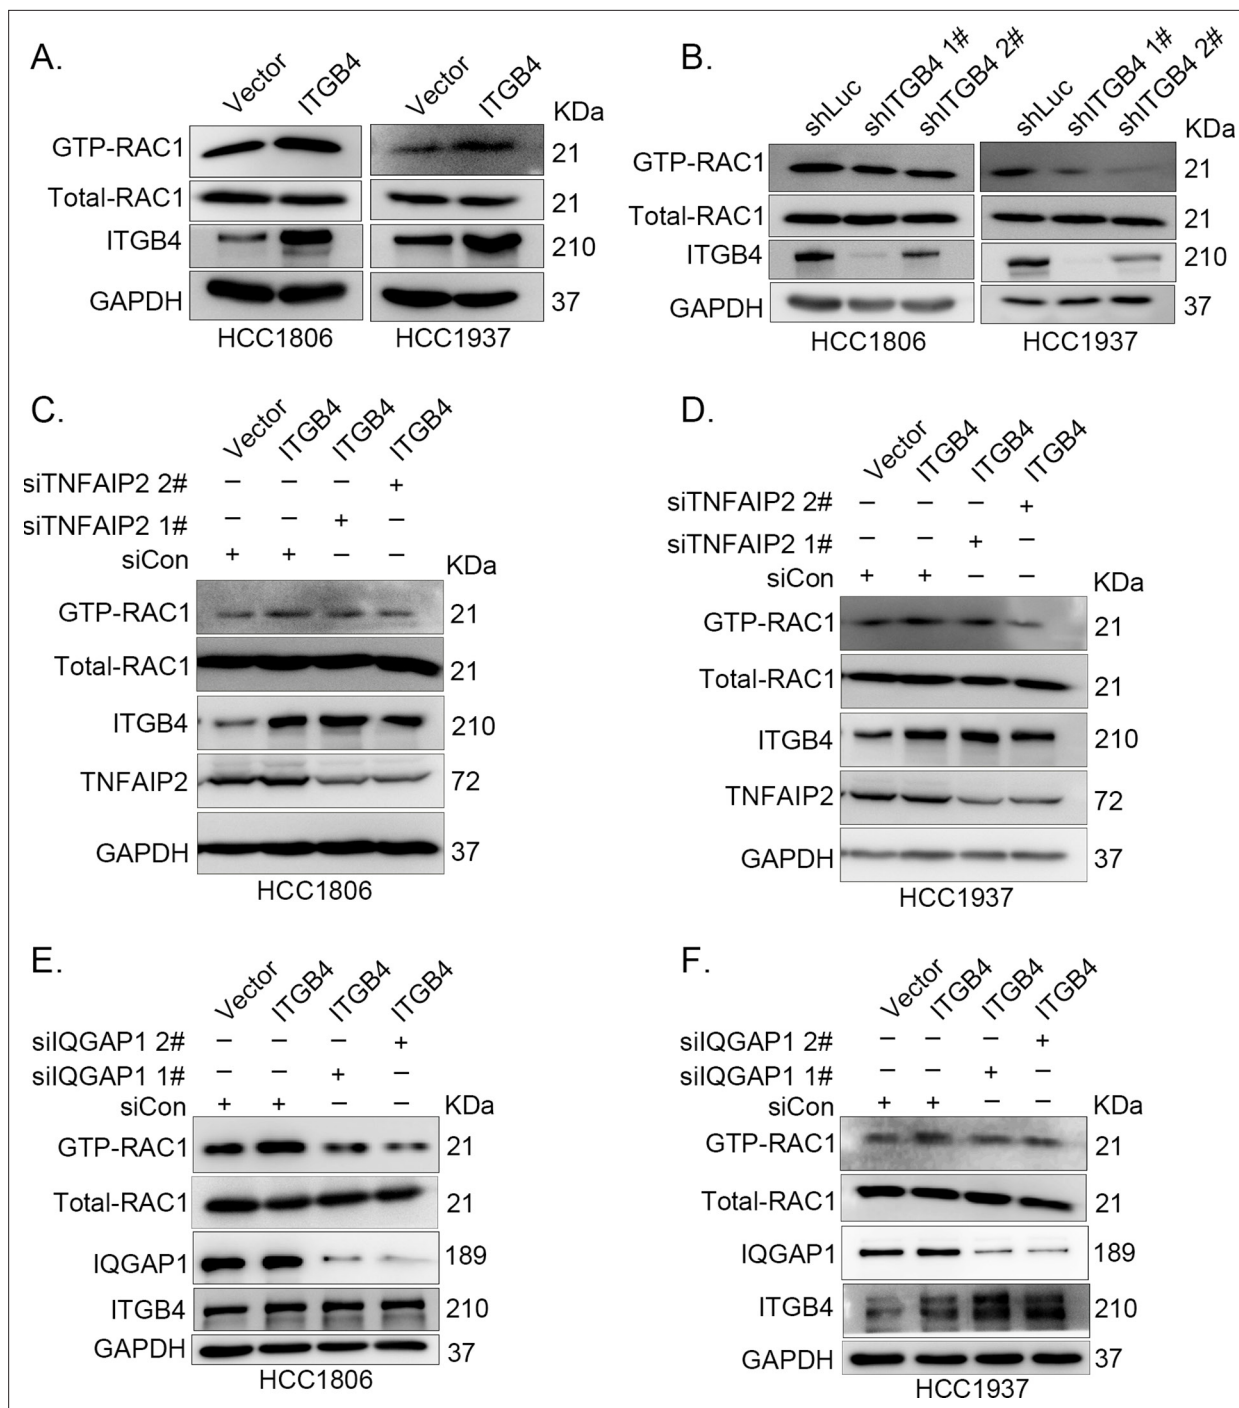 A.
Vector ITGB4 Vector ITGB4
KDa
GTP-RAC1 21
Total-RAC1 21
ITGB4 210
GAPDH 37
HCC1806 HCC1937
B.
shLuc shITGB4 1# shITGB4 2# shLuc shITGB4 1# shITGB4 2#
KDa
GTP-RAC1 21
Total-RAC1 21
ITGB4 210
GAPDH 37
HCC1806 HCC1937
C.
Vector ITGB4 ITGB4 ITGB4
siTNFAIP2 2# – – – +
siTNFAIP2 1# – – + –
siCon + + – –
KDa
GTP-RAC1 21
Total-RAC1 21
ITGB4 210
TNFAIP2 72
GAPDH 37
HCC1806
D.
Vector ITGB4 ITGB4 ITGB4
siTNFAIP2 2# – – – +
siTNFAIP2 1# – – + –
siCon + + – –
KDa
GTP-RAC1 21
Total-RAC1 21
ITGB4 210
TNFAIP2 72
GAPDH 37
HCC1937
E.
Vector ITGB4 ITGB4 ITGB4
siIQGAP1 2# – – – +
siIQGAP1 1# – – + –
siCon + + – –
KDa
GTP-RAC1 21
Total-RAC1 21
IQGAP1 189
ITGB4 210
GAPDH 37
HCC1806
F.
Vector ITGB4 ITGB4 ITGB4
siIQGAP1 2# – – – +
siIQGAP1 1# – – + –
siCon + + – –
KDa
GTP-RAC1 21
Total-RAC1 21
IQGAP1 189
ITGB4 210
GAPDH 37
HCC1937